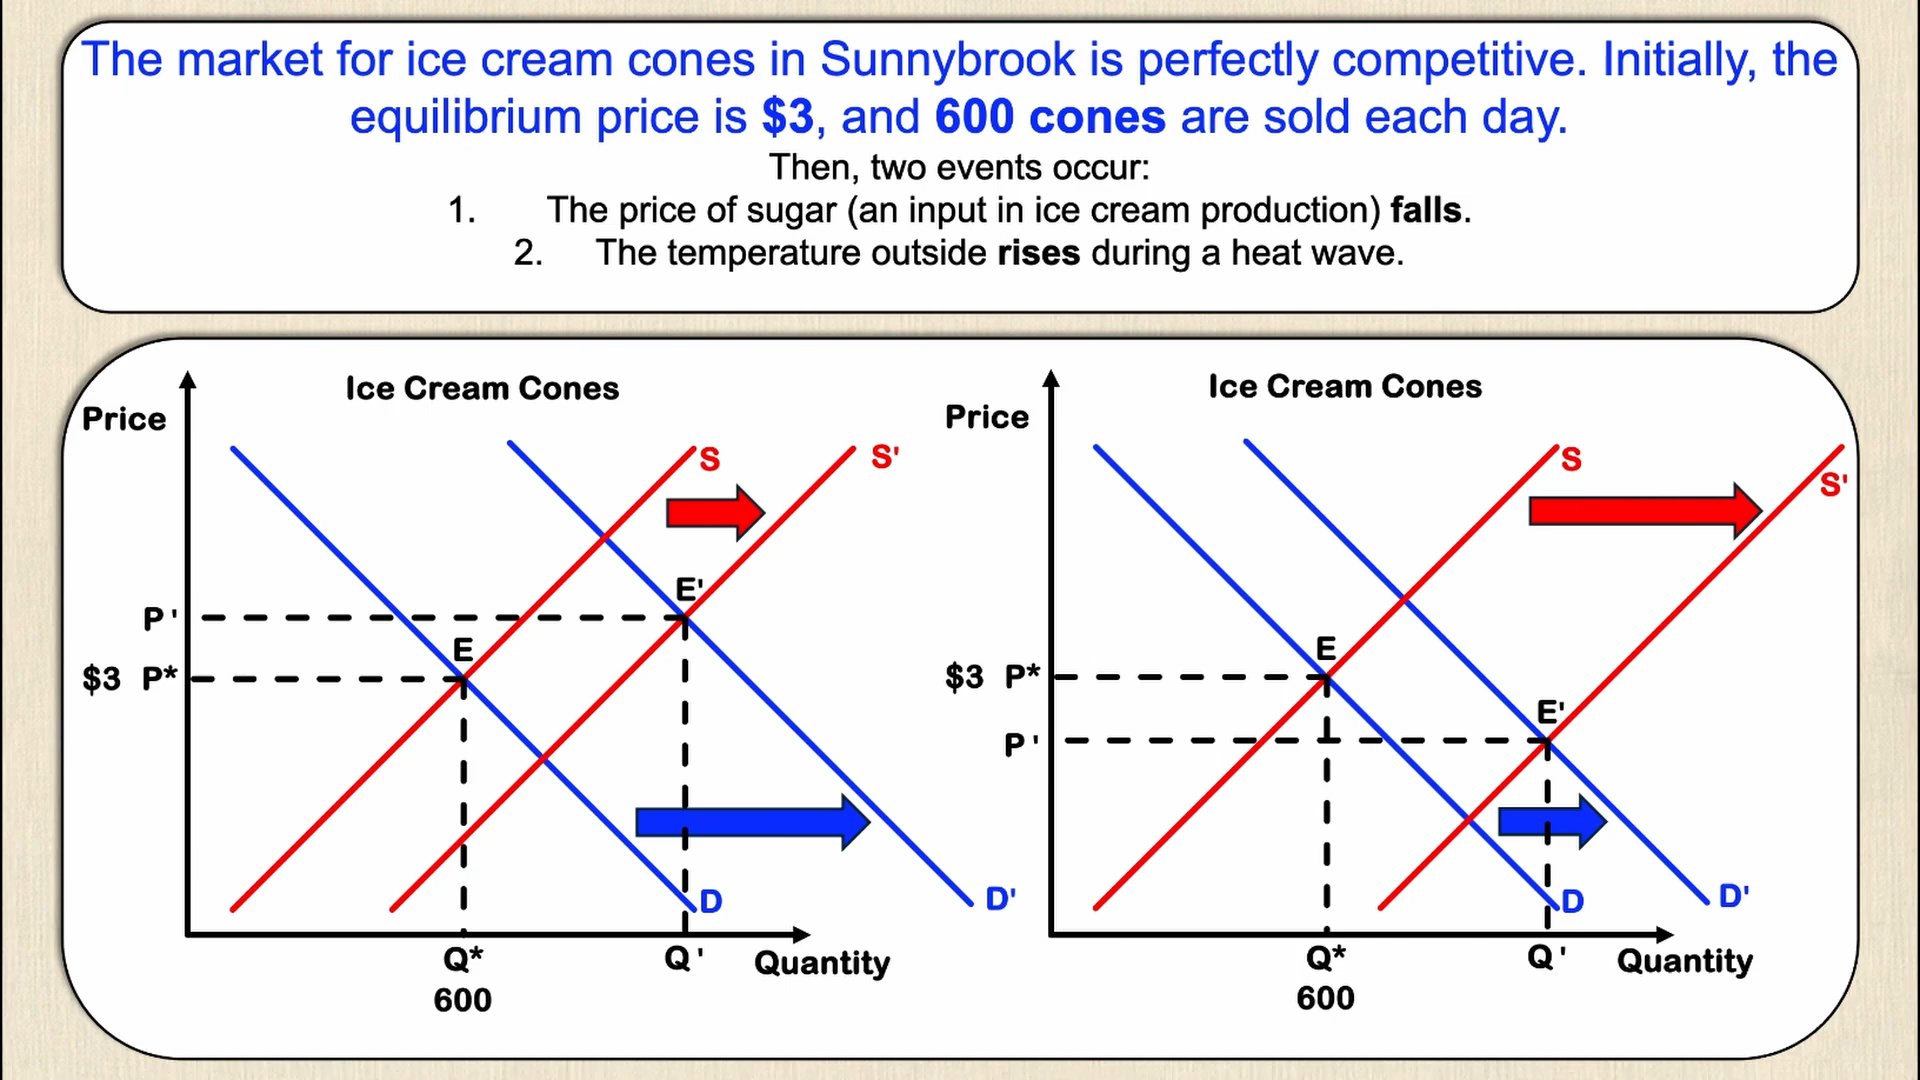 The market for ice cream cones in Sunnybrook is perfectly competitive. Initially, the
equilibrium price is $3, and 600 cones are sold each day.
Then, two events occur:
1. The price of sugar (an input in ice cream production) falls.
2. The temperature outside rises during a heat wave.
Ice Cream Cones
Price
S
S'
E'
P'
E
$3 P*
D
D'
Q*
Q'
Quantity
600
Ice Cream Cones
Price
S
S'
E
$3 P*
E'
P'
D
D'
Q*
Q'
Quantity
600